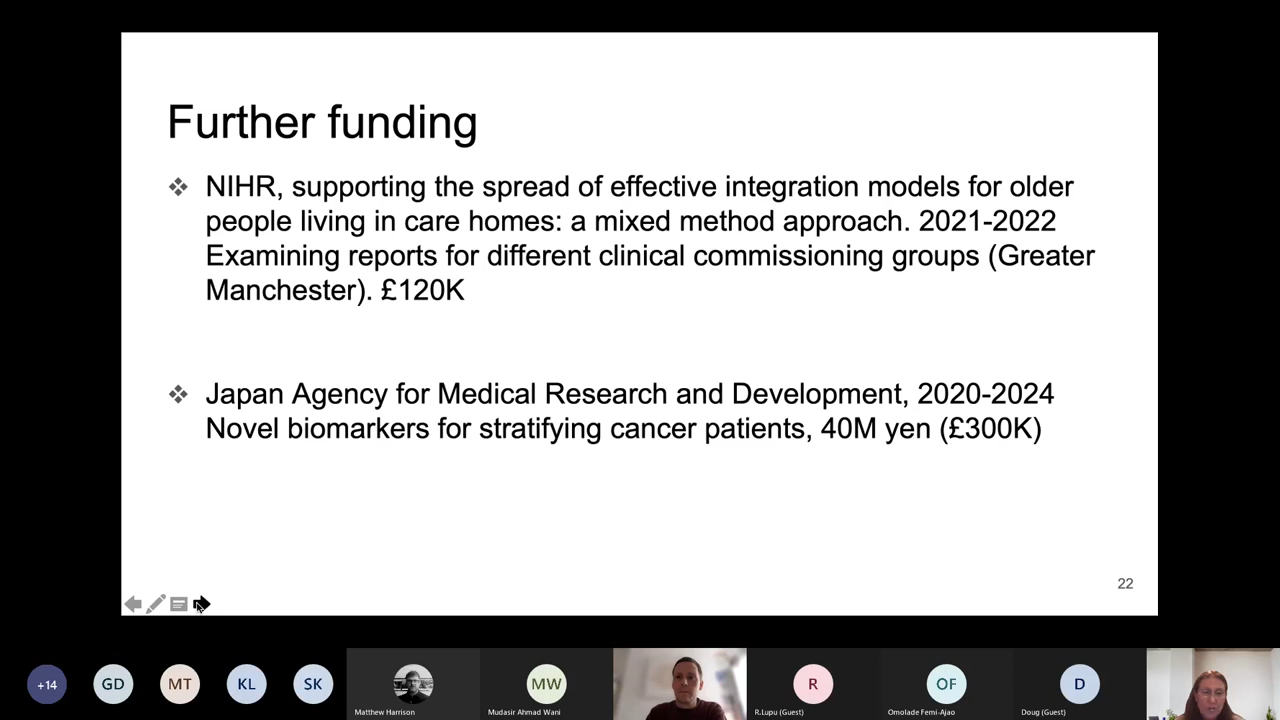 Further funding
❖ NIHR, supporting the spread of effective integration models for older
people living in care homes: a mixed method approach. 2021-2022
Examining reports for different clinical commissioning groups (Greater
Manchester). £120K
❖ Japan Agency for Medical Research and Development, 2020-2024
Novel biomarkers for stratifying cancer patients, 40M yen (£300K)
22
+14
GD
MT
KL
SK
Matthew Harrison
MW
Mudasir Ahmad Wani
R
R.Lupu (Guest)
OF
Omolade Femi-Ajao
D
Doug (Guest)